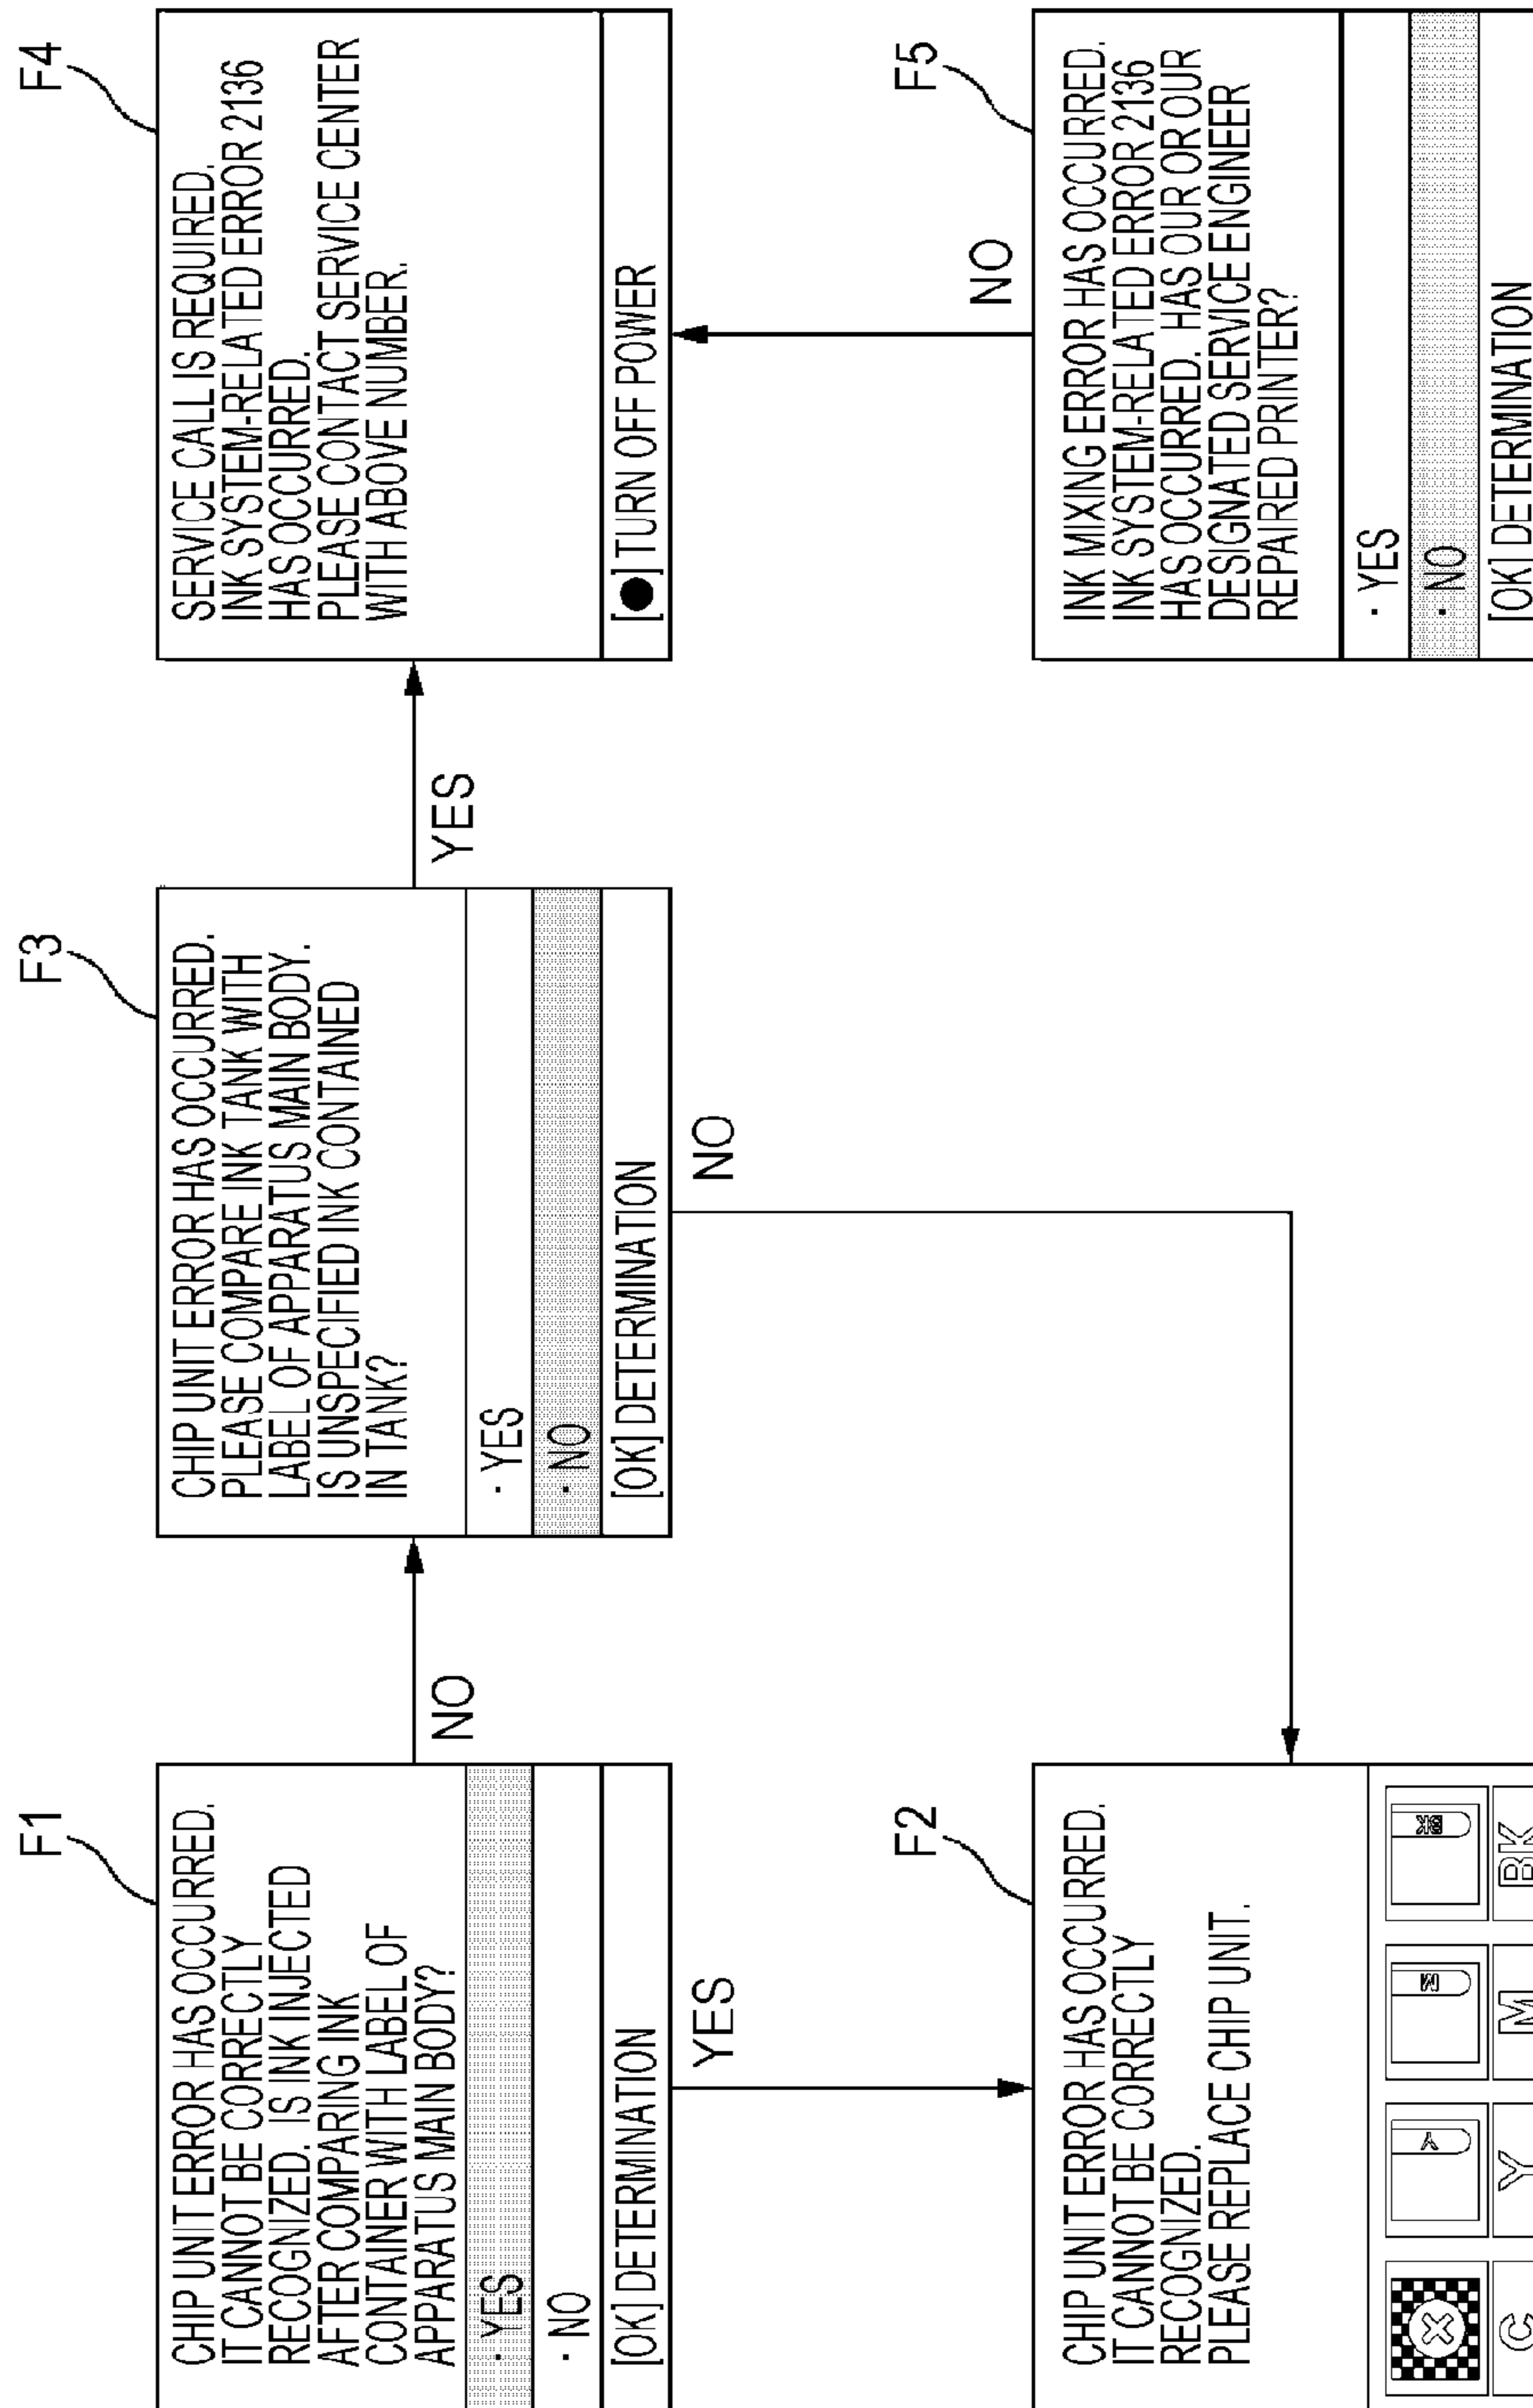 F1
CHIP UNIT ERROR HAS OCCURRED.
IT CANNOT BE CORRECTLY
RECOGNIZED. IS INK INJECTED
AFTER COMPARING INK
CONTAINER WITH LABEL OF
APPARATUS MAIN BODY?
· YES
· NO
[OK] DETERMINATION
NO
YES
F3
CHIP UNIT ERROR HAS OCCURRED.
PLEASE COMPARE INK TANK WITH
LABEL OF APPARATUS MAIN BODY.
IS UNSPECIFIED INK CONTAINED
IN TANK?
· YES
· NO
[OK] DETERMINATION
YES
NO
F4
SERVICE CALL IS REQUIRED.
INK SYSTEM-RELATED ERROR 2136
HAS OCCURRED.
PLEASE CONTACT SERVICE CENTER
WITH ABOVE NUMBER.
[●] TURN OFF POWER
F2
CHIP UNIT ERROR HAS OCCURRED.
IT CANNOT BE CORRECTLY
RECOGNIZED.
PLEASE REPLACE CHIP UNIT.
Y M BK
C Y M BK
NO
F5
INK MIXING ERROR HAS OCCURRED.
INK SYSTEM-RELATED ERROR 2136
HAS OCCURRED. HAS OUR OR OUR
DESIGNATED SERVICE ENGINEER
REPAIRED PRINTER?
· YES
· NO
[OK] DETERMINATION